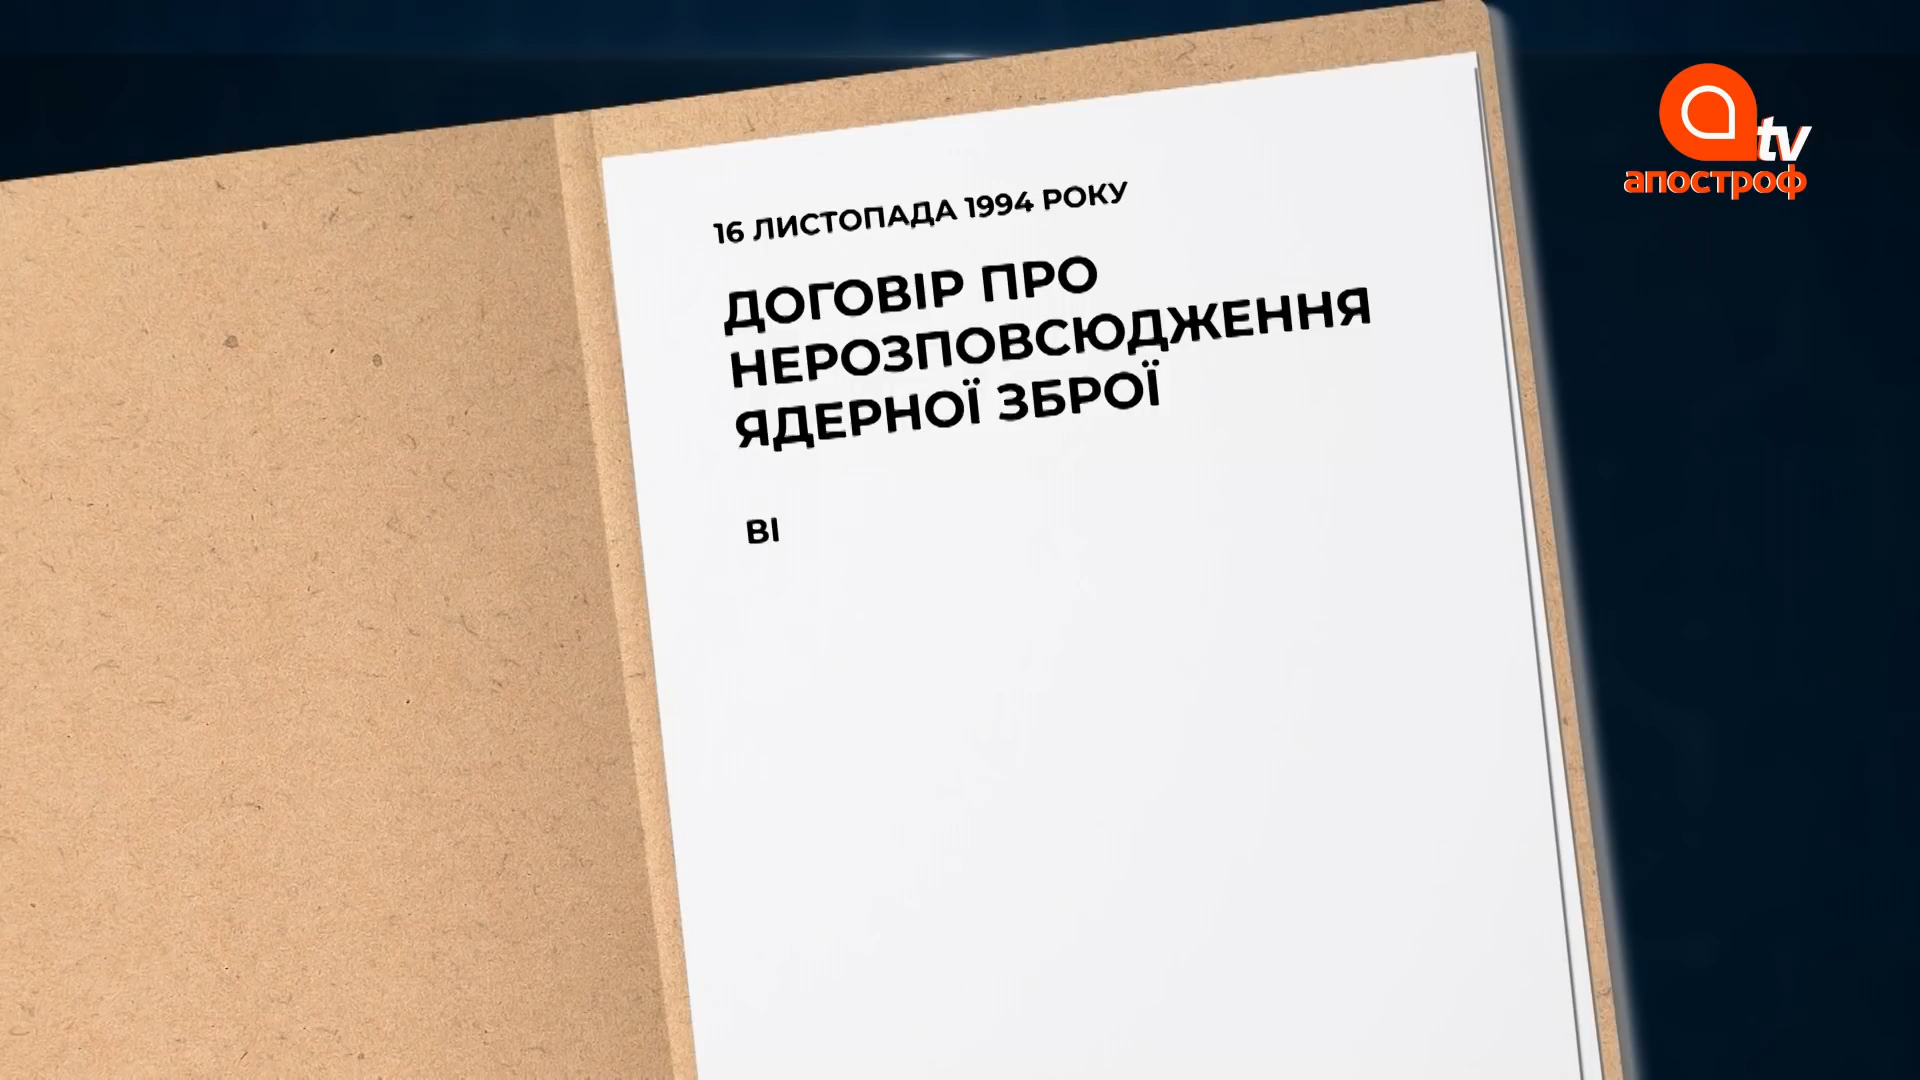 16 ЛИСТОПАДА 1994 РОКУ
ДОГОВІР ПРО
НЕРОЗПОВСЮДЖЕННЯ
ЯДЕРНОЇ ЗБРОЇ
ВІ
tv
апостроф